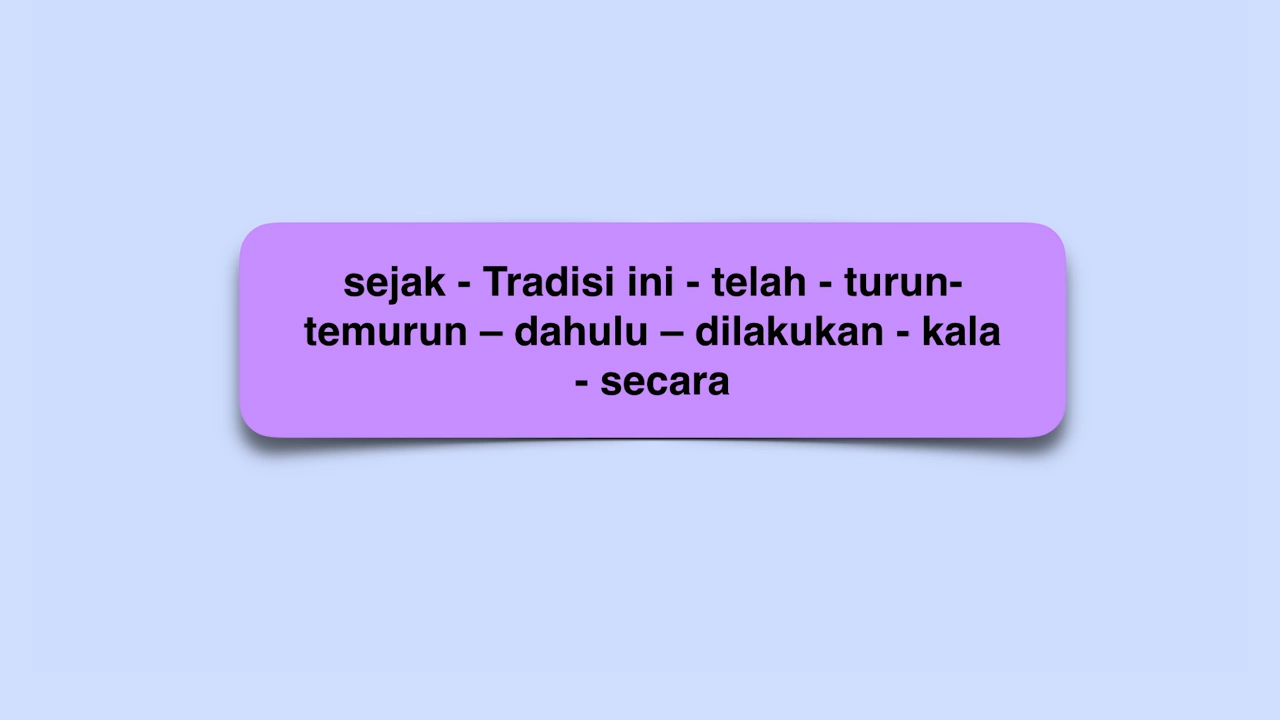 sejak - Tradisi ini - telah - turun-
temurun – dahulu – dilakukan - kala
- secara